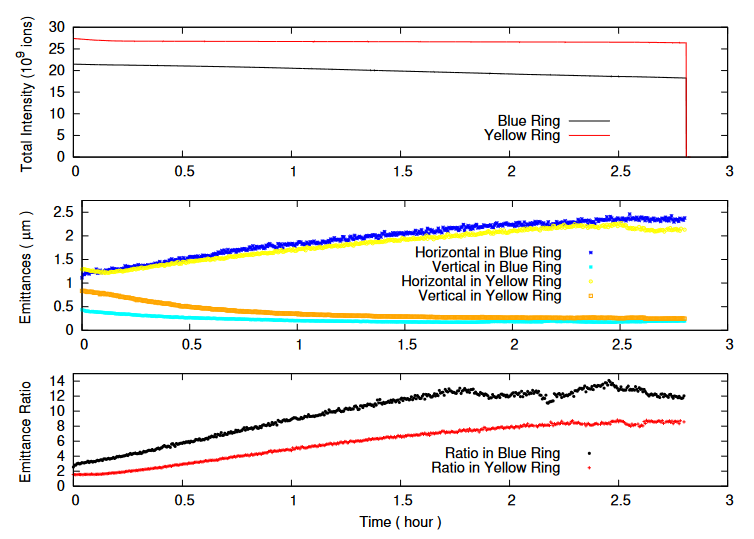 Total Intensity (10^9 ions)
30
25
20
15
10
5
0
Blue Ring
Yellow Ring
0 0.5 1 1.5 2 2.5 3
Emittances ( μm )
2.5
2
1.5
1
0.5
0
Horizontal in Blue Ring
Vertical in Blue Ring
Horizontal in Yellow Ring
Vertical in Yellow Ring
0 0.5 1 1.5 2 2.5 3
Emittance Ratio
14
12
10
8
6
4
2
0
Ratio in Blue Ring
Ratio in Yellow Ring
0 0.5 1 1.5 2 2.5 3
Time ( hour )